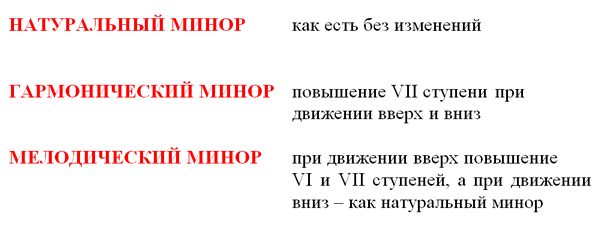 НАТУРАЛЬНЫЙ МИНОР как есть без изменений
ГАРМОНИЧЕСКИЙ МИНОР повышение VII ступени при
движении вверх и вниз
МЕЛОДИЧЕСКИЙ МИНОР при движении вверх повышение
VI и VII ступеней, а при движении
вниз – как натуральный минор